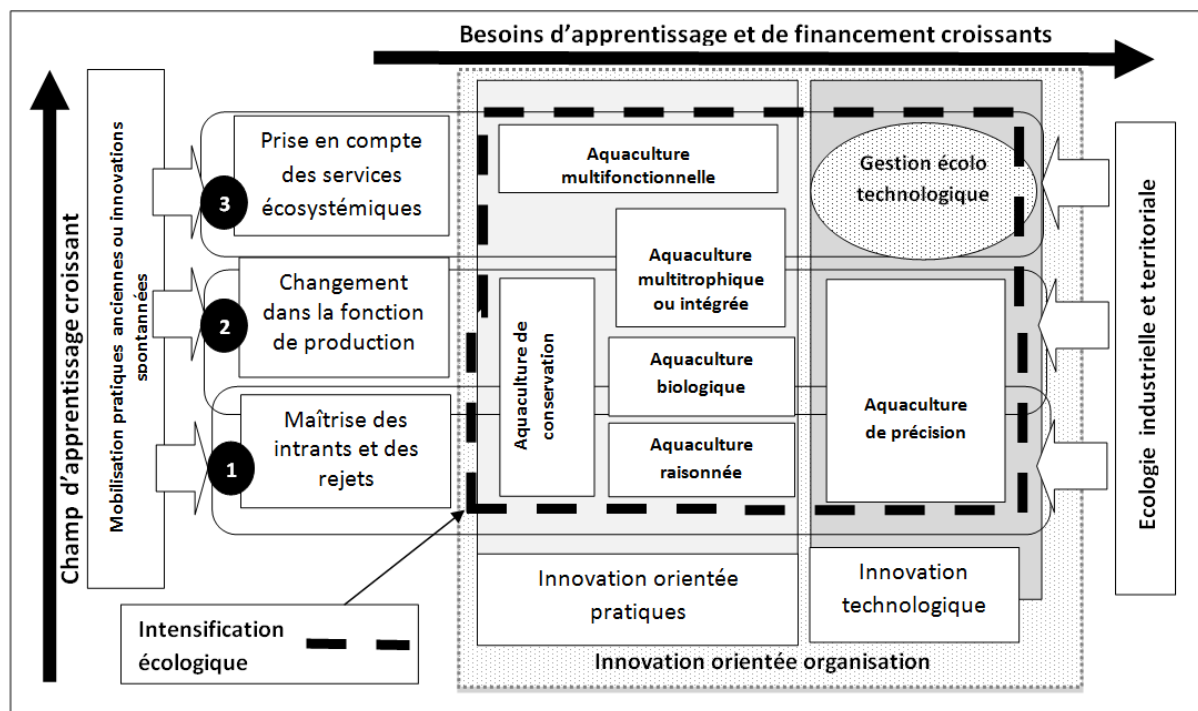 Besoins d'apprentissage et de financement croissants
Champ d'apprentissage croissant
Mobilisation pratiques anciennes ou innovations
spontannées
3
Prise en compte
des services
écosystémiques
2
Changement
dans la fonction
de production
1
Maîtrise des
intrants et des
rejets
Aquaculture
multifonctionnelle
Gestion écolo
technologique
Aquaculture
multitrophique
ou intégrée
Aquaculture de
conservation
Aquaculture
biologique
Aquaculture
raisonnée
Aquaculture
de précision
Ecologie industrielle et territoriale
Innovation orientée
pratiques
Innovation
technologique
Innovation orientée organisation
Intensification
écologique